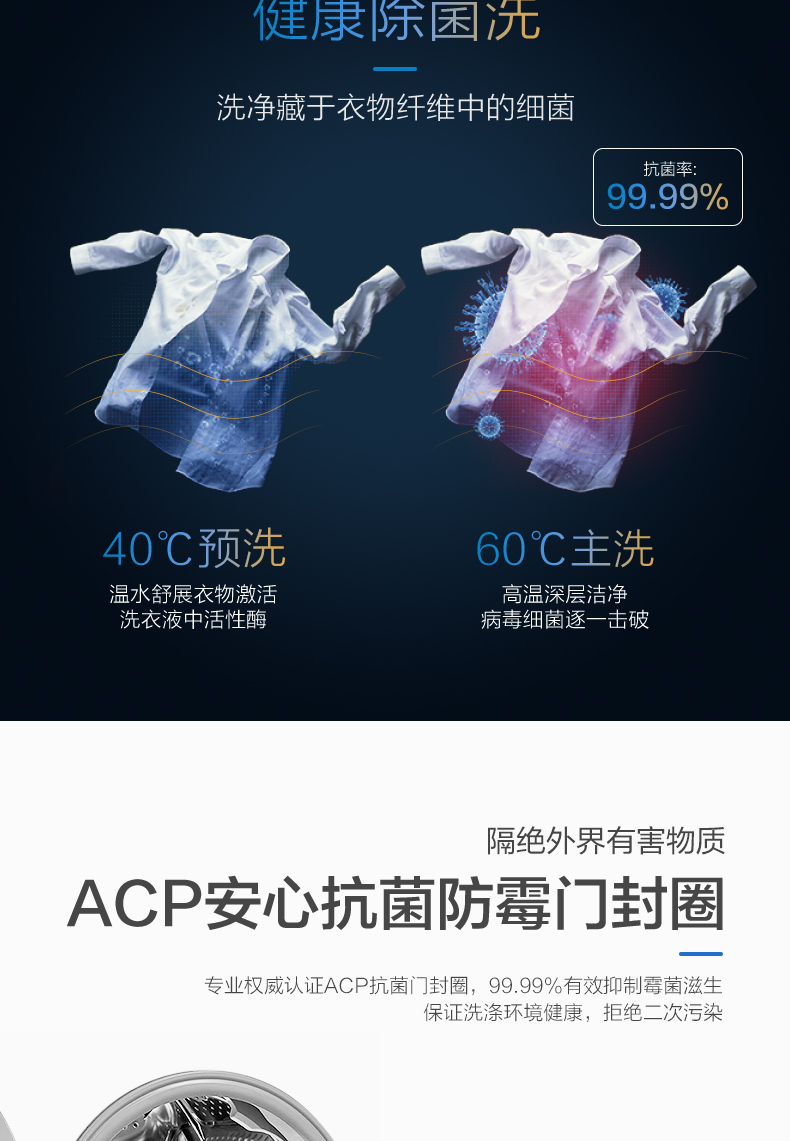 健康除菌洗
洗净藏于衣物纤维中的细菌
抗菌率:
99.99%
40℃预洗
温水舒展衣物激活
洗衣液中活性酶
60℃主洗
高温深层洁净
病毒细菌逐一击破
隔绝外界有害物质
ACP安心抗菌防霉门封圈
专业权威认证ACP抗菌门封圈，99.99%有效抑制霉菌滋生
保证洗涤环境健康，拒绝二次污染